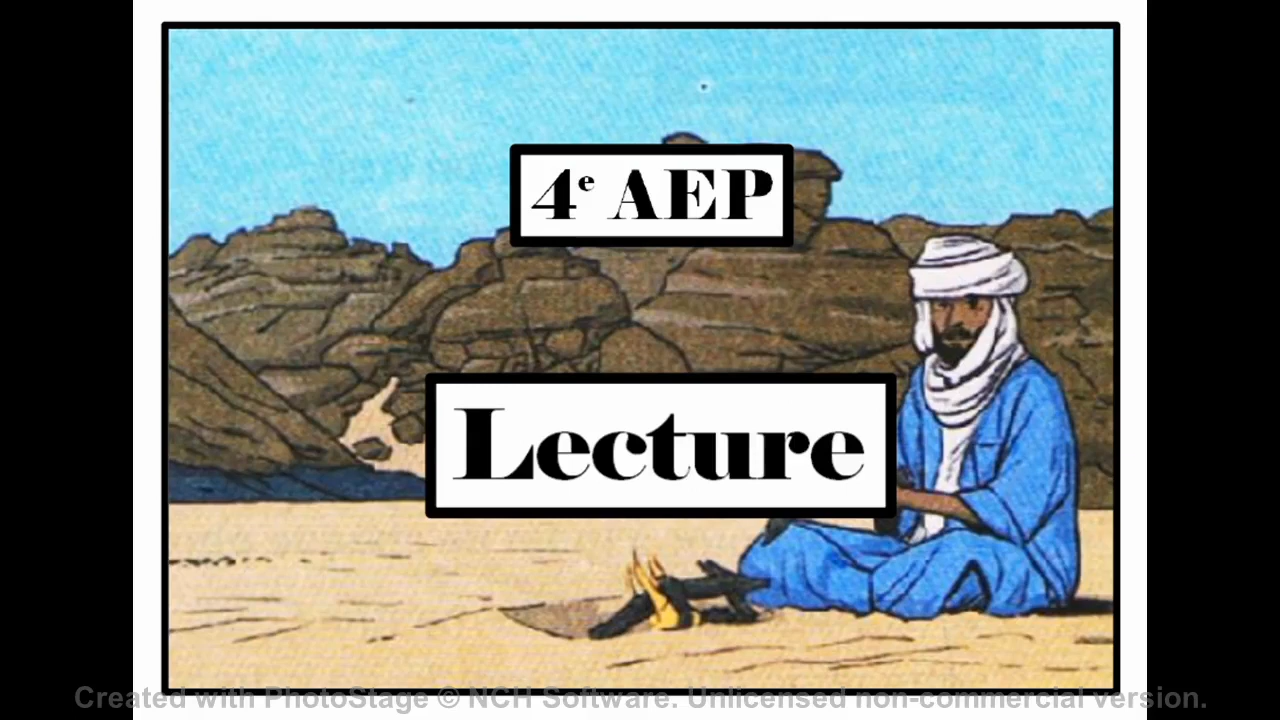 4e AEP
Lecture
Created with PhotoStage © NCH Software. Unlicensed non-commercial version.